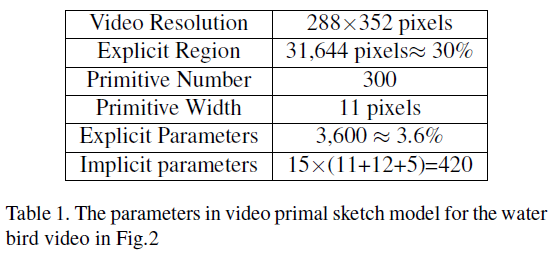 Video Resolution 288×352 pixels
Explicit Region 31,644 pixels≈ 30%
Primitive Number 300
Primitive Width 11 pixels
Explicit Parameters 3,600 ≈ 3.6%
Implicit parameters 15×(11+12+5)=420
Table 1. The parameters in video primal sketch model for the water
bird video in Fig.2